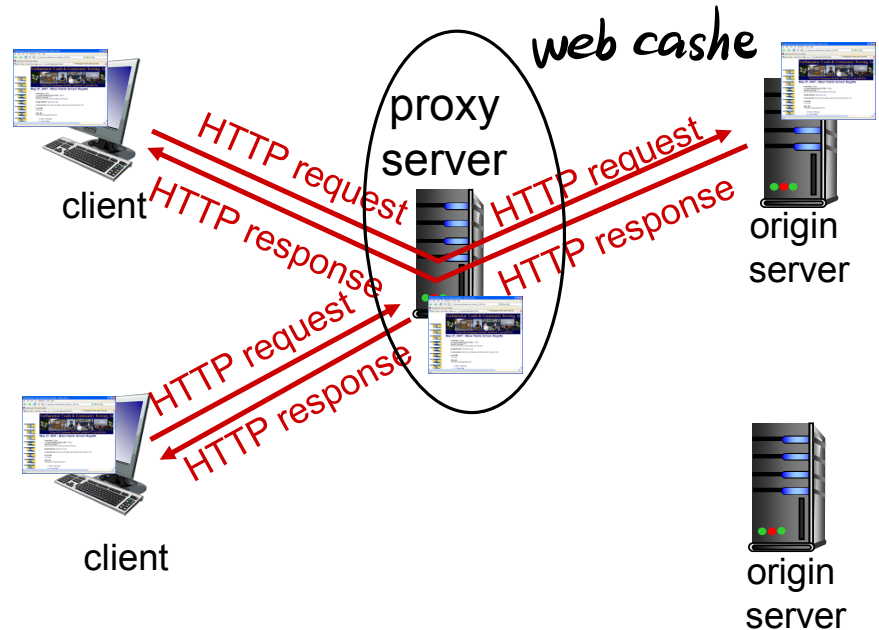 web cashe
proxy
server
HTTP request
HTTP request
client
HTTP response
HTTP response
origin
server
HTTP request
HTTP response
client
origin
server